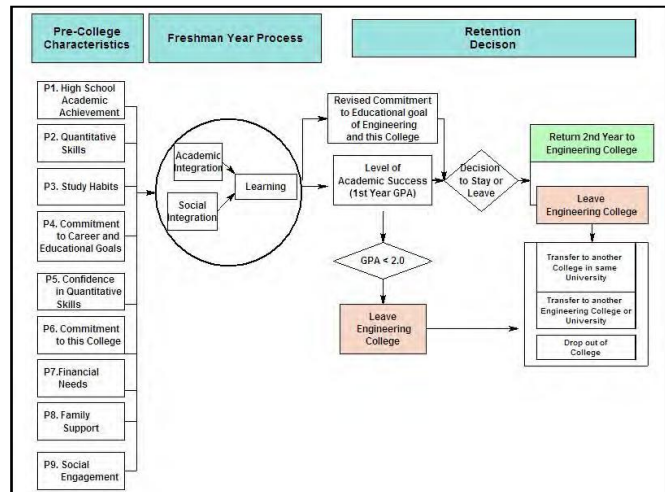 Pre-College
Characteristics
Freshman Year Process
Retention
Decison
P1. High School
Academic
Achievement
P2. Quantitative
Skills
P3. Study Habits
P4. Commitment
to Career and
Educational Goals
P5. Confidence
in Quantitative
Skills
P6. Commitment
to this College
P7.Financial
Needs
P8. Family
Support
P9. Social
Engagement
Academic
Integration
Social
Integration
Learning
Revised Commitment
to Educational goal
of Engineering
and this College
Level of
Academic Success
(1st Year GPA)
GPA < 2.0
Leave
Engineering
College
Decision
to Stay or
Leave
Return 2nd Year to
Engineering College
Leave
Engineering College
Transfer to another
College in same
University
Transfer to another
Engineering College or
University
Drop out of
College